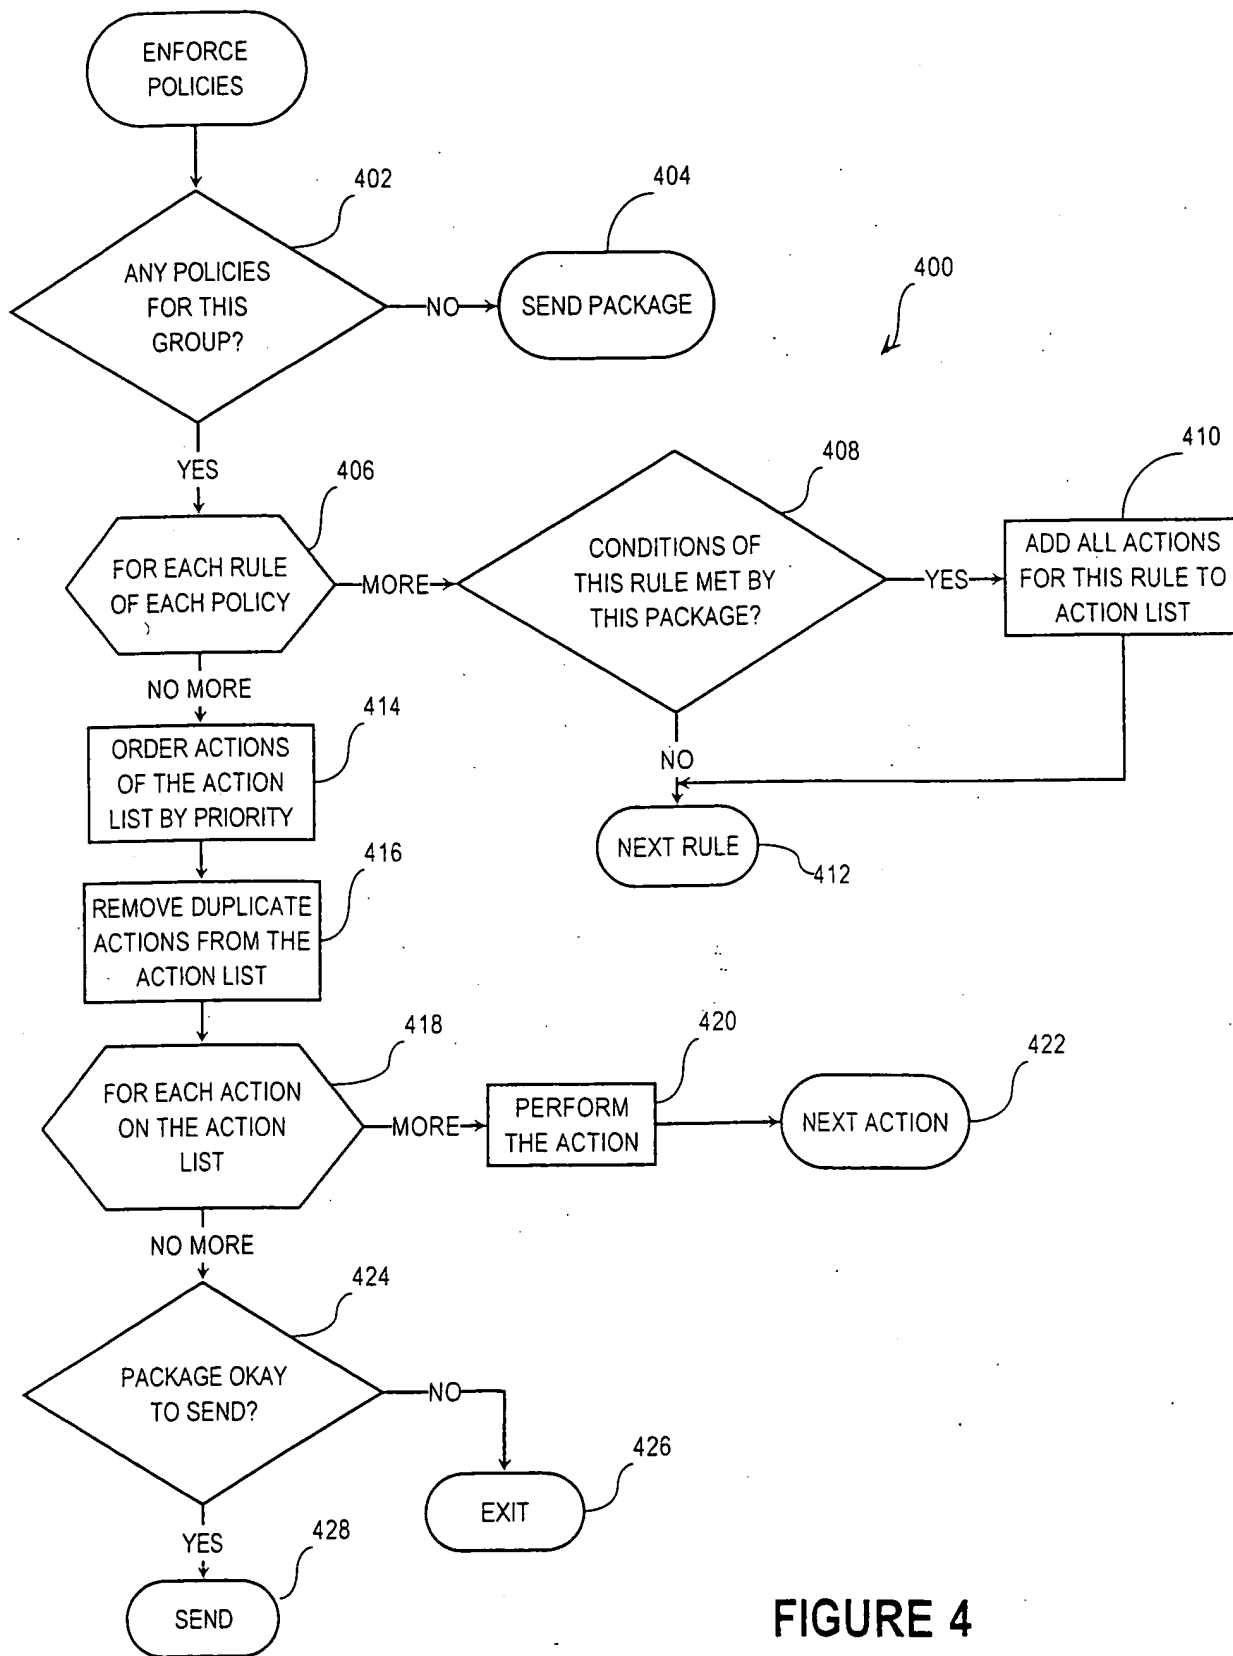 ENFORCE
POLICIES
402
404
ANY POLICIES
FOR THIS
GROUP?
NO
SEND PACKAGE
400
YES
406
408
410
FOR EACH RULE
OF EACH POLICY
MORE
CONDITIONS OF
THIS RULE MET BY
THIS PACKAGE?
YES
ADD ALL ACTIONS
FOR THIS RULE TO
ACTION LIST
NO MORE
414
NO
ORDER ACTIONS
OF THE ACTION
LIST BY PRIORITY
NEXT RULE
412
416
REMOVE DUPLICATE
ACTIONS FROM THE
ACTION LIST
418
420
422
FOR EACH ACTION
ON THE ACTION
LIST
MORE
PERFORM
THE ACTION
NEXT ACTION
NO MORE
424
PACKAGE OKAY
TO SEND?
NO
426
EXIT
YES
428
SEND
FIGURE 4